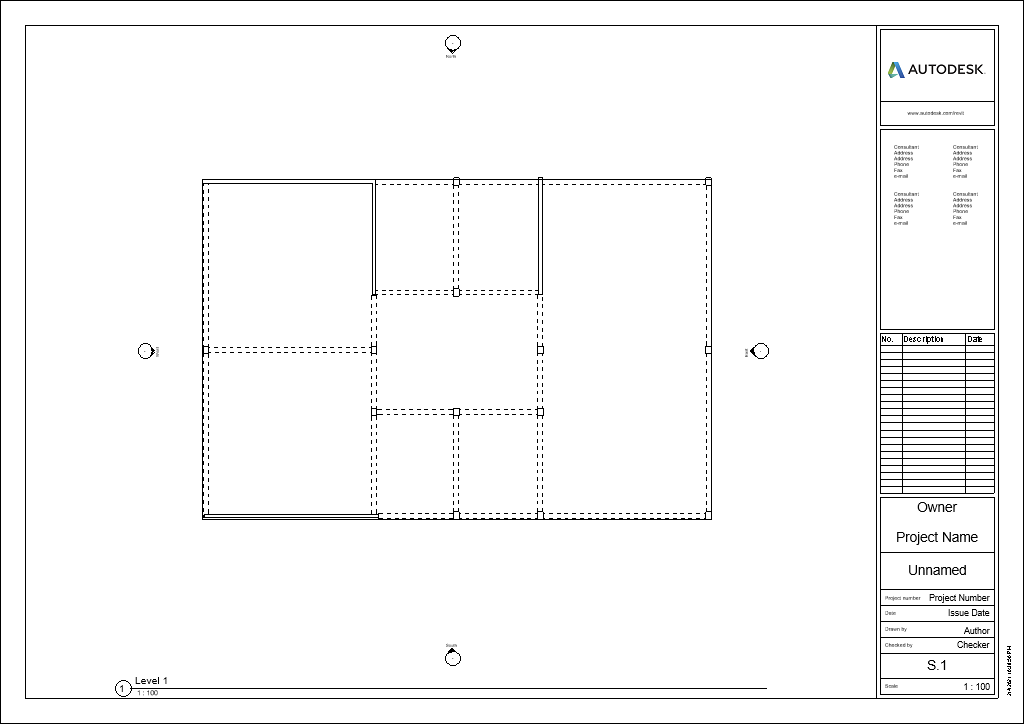 North
AUTODESK.
www.autodesk.com/revit
Consultant Consultant
Address Address
Address Address
Phone Phone
Fax Fax
e-mail e-mail
Consultant Consultant
Address Address
Address Address
Phone Phone
Fax Fax
e-mail e-mail
No. Description Date
West
East
South
Owner
Project Name
Unnamed
Project number Project Number
Date Issue Date
Drawn by Author
Checked by Checker
S.1
Scale 1 : 100
1 Level 1
1 : 100